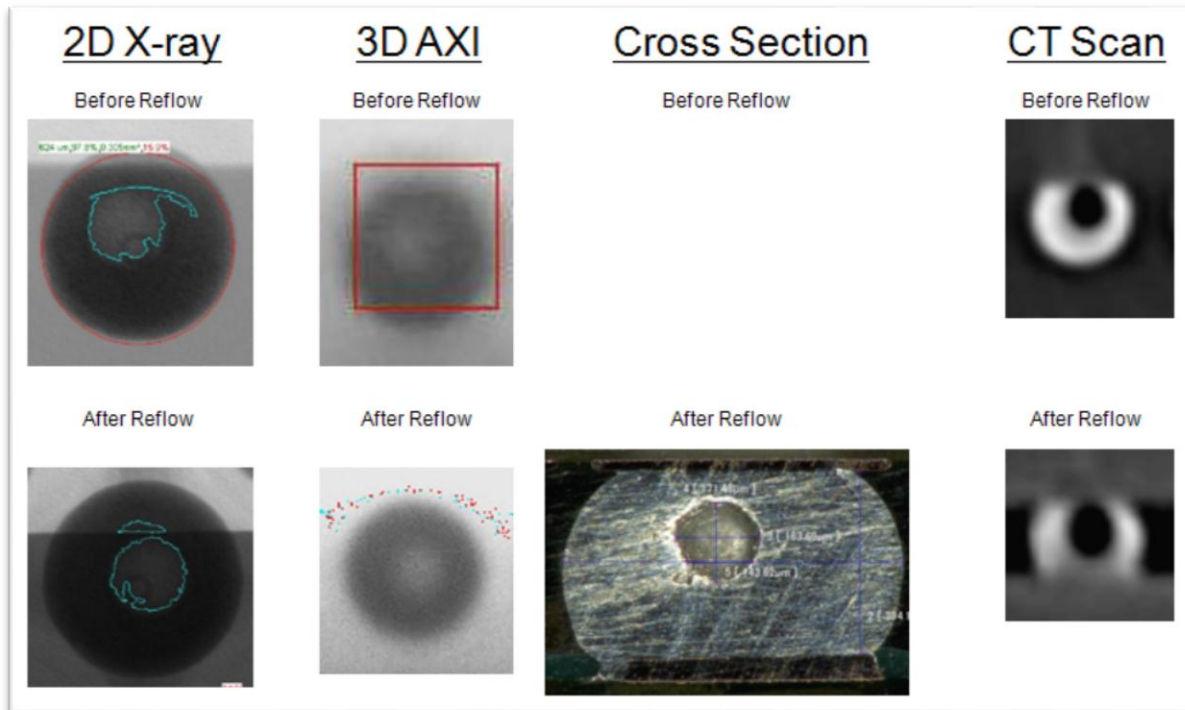 2D X-ray
3D AXI
Cross Section
CT Scan
Before Reflow
Before Reflow
Before Reflow
Before Reflow
After Reflow
After Reflow
After Reflow
After Reflow